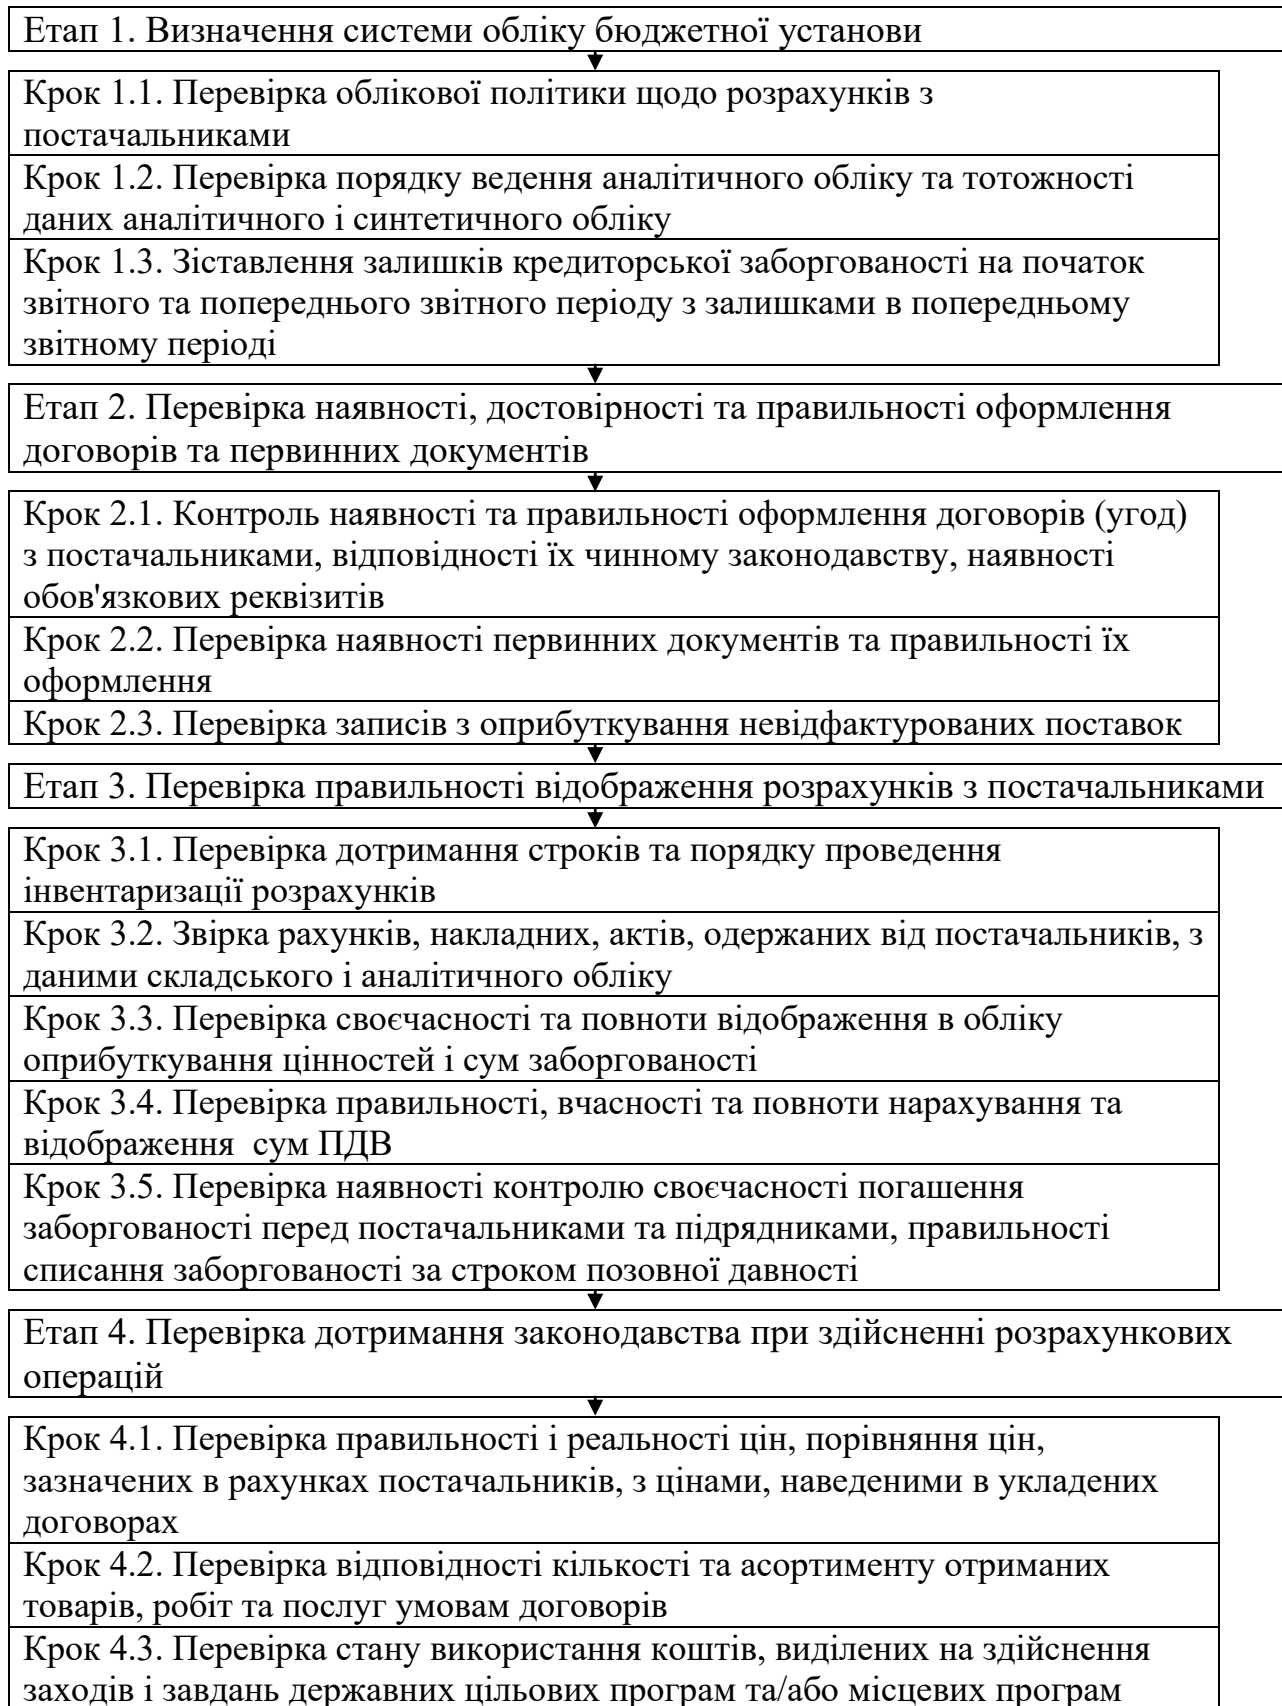 Етап 1. Визначення системи обліку бюджетної установи
Крок 1.1. Перевірка облікової політики щодо розрахунків з
постачальниками
Крок 1.2. Перевірка порядку ведення аналітичного обліку та тотожності
даних аналітичного і синтетичного обліку
Крок 1.3. Зіставлення залишків кредиторської заборгованості на початок
звітного та попереднього звітного періоду з залишками в попередньому
звітному періоді
Етап 2. Перевірка наявності, достовірності та правильності оформлення
договорів та первинних документів
Крок 2.1. Контроль наявності та правильності оформлення договорів (угод)
з постачальниками, відповідності їх чинному законодавству, наявності
обов'язкових реквізитів
Крок 2.2. Перевірка наявності первинних документів та правильності їх
оформлення
Крок 2.3. Перевірка записів з оприбуткування невідфактурованих поставок
Етап 3. Перевірка правильності відображення розрахунків з постачальниками
Крок 3.1. Перевірка дотримання строків та порядку проведення
інвентаризації розрахунків
Крок 3.2. Звірка рахунків, накладних, актів, одержаних від постачальників, з
даними складського і аналітичного обліку
Крок 3.3. Перевірка своєчасності та повноти відображення в обліку
оприбуткування цінностей і сум заборгованості
Крок 3.4. Перевірка правильності, вчасності та повноти нарахування та
відображення  сум ПДВ
Крок 3.5. Перевірка наявності контролю своєчасності погашення
заборгованості перед постачальниками та підрядниками, правильності
списання заборгованості за строком позовної давності
Етап 4. Перевірка дотримання законодавства при здійсненні розрахункових
операцій
Крок 4.1. Перевірка правильності і реальності цін, порівняння цін,
зазначених в рахунках постачальників, з цінами, наведеними в укладених
договорах
Крок 4.2. Перевірка відповідності кількості та асортименту отриманих
товарів, робіт та послуг умовам договорів
Крок 4.3. Перевірка стану використання коштів, виділених на здійснення
заходів і завдань державних цільових програм та/або місцевих програм